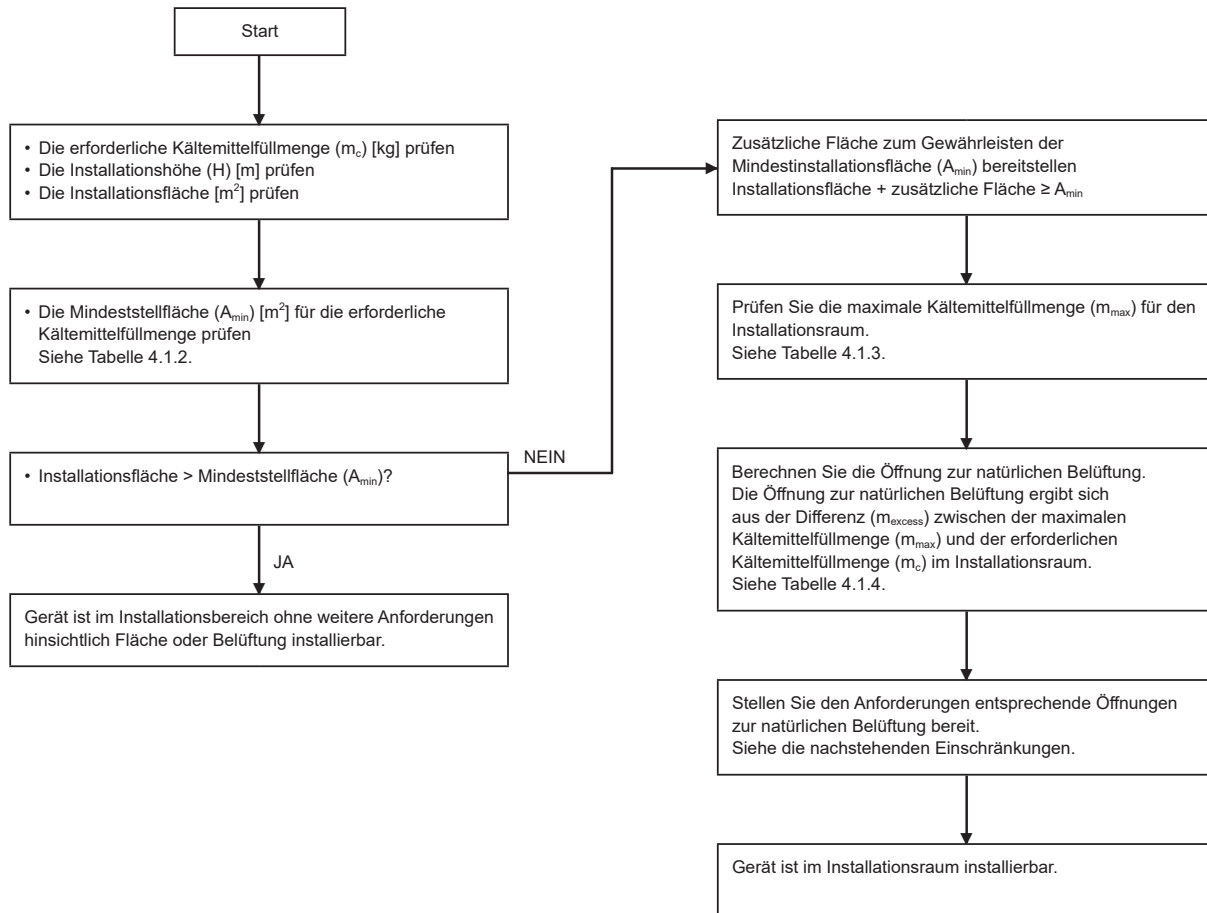 Start
• Die erforderliche Kältemittelfüllmenge (mc) [kg] prüfen
• Die Installationshöhe (H) [m] prüfen
• Die Installationsfläche [m²] prüfen
• Die Mindeststellfläche (Amin) [m²] für die erforderliche
Kältemittelfüllmenge prüfen
Siehe Tabelle 4.1.2.
• Installationsfläche > Mindeststellfläche (Amin)?
NEIN
JA
Gerät ist im Installationsbereich ohne weitere Anforderungen
hinsichtlich Fläche oder Belüftung installierbar.
Zusätzliche Fläche zum Gewährleisten der
Mindestinstallationsfläche (Amin) bereitstellen
Installationsfläche + zusätzliche Fläche ≥ Amin
Prüfen Sie die maximale Kältemittelfüllmenge (mmax) für den
Installationsraum.
Siehe Tabelle 4.1.3.
Berechnen Sie die Öffnung zur natürlichen Belüftung.
Die Öffnung zur natürlichen Belüftung ergibt sich
aus der Differenz (mexcess) zwischen der maximalen
Kältemittelfüllmenge (mmax) und der erforderlichen
Kältemittelfüllmenge (mc) im Installationsraum.
Siehe Tabelle 4.1.4.
Stellen Sie den Anforderungen entsprechende Öffnungen
zur natürlichen Belüftung bereit.
Siehe die nachstehenden Einschränkungen.
Gerät ist im Installationsraum installierbar.